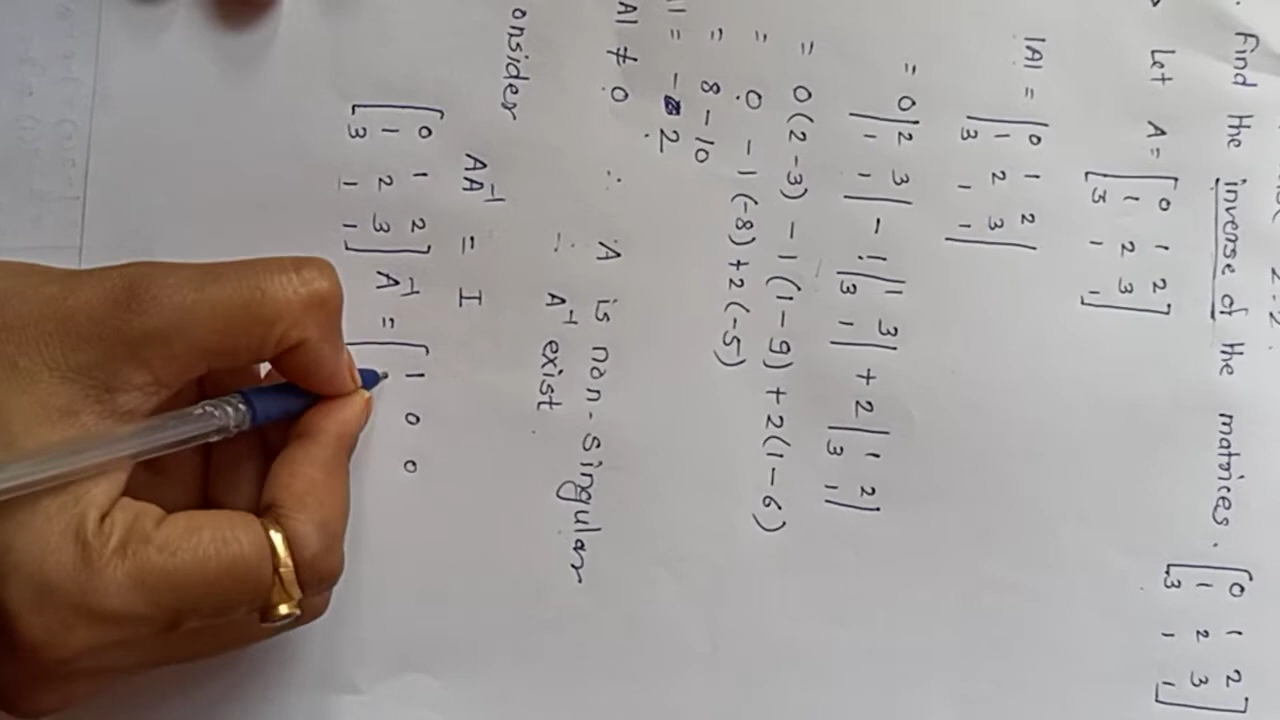 Find the inverse of the matrices. [0 1 2
1 2 3
3 1 1]
Let A = [0 1 2
1 2 3
3 1 1]
|A| = |0 1 2
1 2 3
3 1 1|
= 0|2 3
1 1| - 1|1 3
3 1| + 2|1 2
3 1|
= 0(2-3) - 1(1-9) + 2(1-6)
= 0 - 1(-8) + 2(-5)
= 8 - 10
| = -2
A| ≠ 0 ∴ A is non-singular
∴ A⁻¹ exist.
onsider
AA⁻¹ = I
[0 1 2
1 2 3
3 1 1] A⁻¹ = [1 0 0